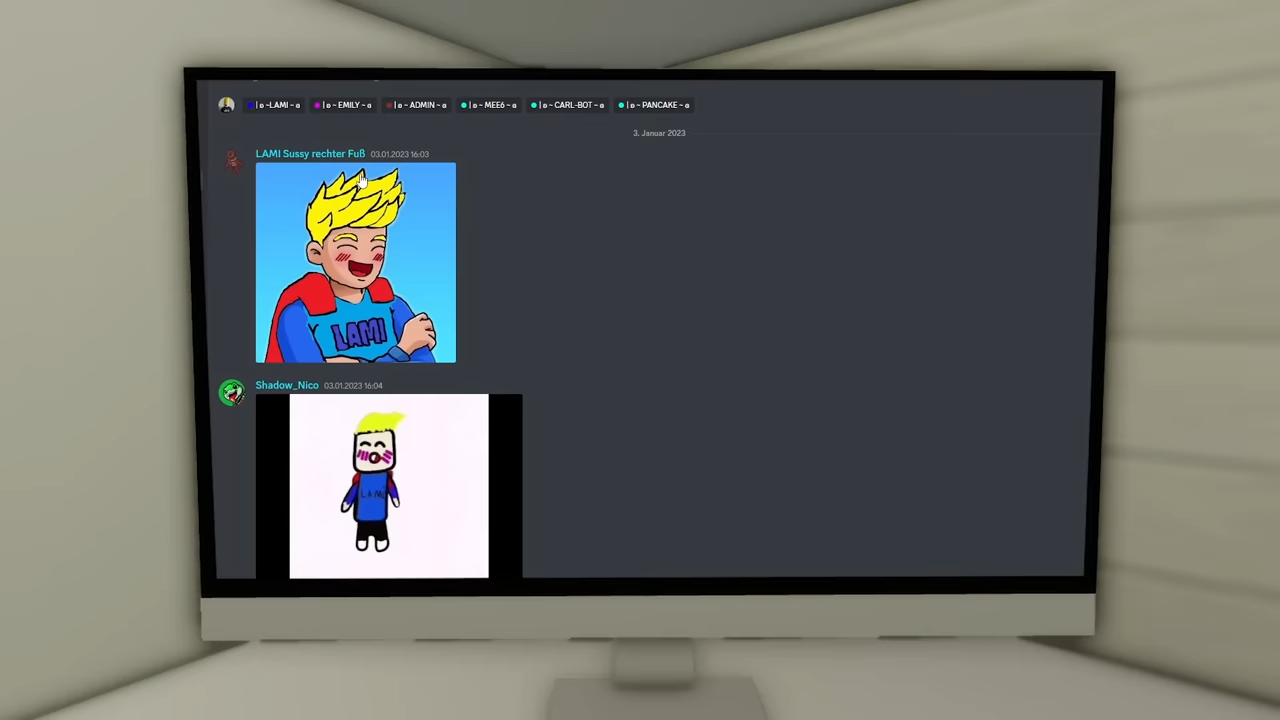 | ʚ ~LAMI ~ ɞ | ʚ ~ EMILY ~ ɞ | ʚ ~ ADMIN ~ ɞ | ʚ ~ MEE6 ~ ɞ | ʚ ~ CARL-BOT ~ ɞ | ʚ ~ PANCAKE ~ ɞ
3. Januar 2023
LAMI Sussy rechter Fuß 03.01.2023 16:03
LAMI
Shadow_Nico 03.01.2023 16:04
LAMI